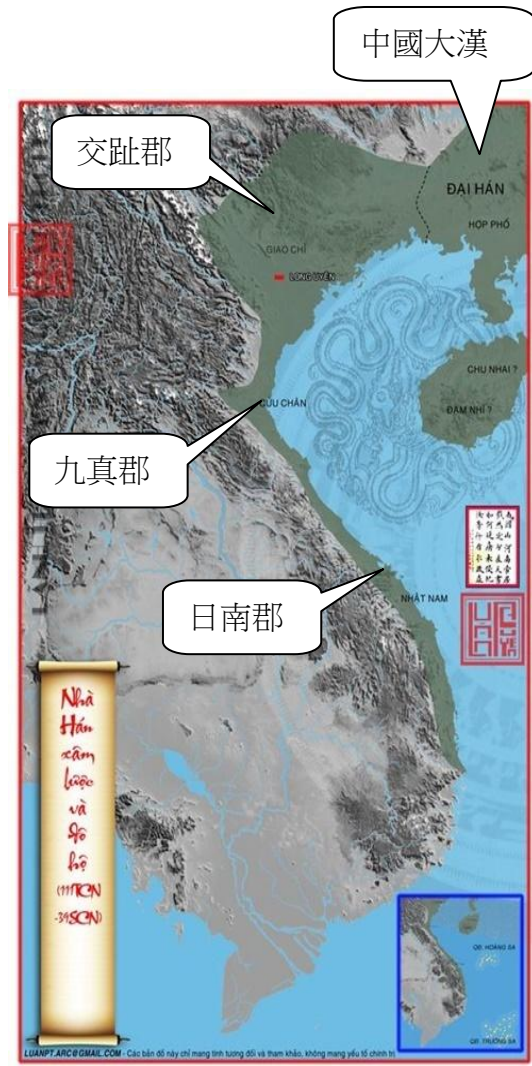 中國大漢
交趾郡
ĐẠI HÁN
HỢP PHỐ
GIAO CHỈ
LONG UYÊN
CHU NHAI ?
CỬU CHÂN
ĐAM NHĨ ?
九真郡
日南郡
NHẬT NAM
Nhà
Hán
xâm
lược
và
đô
hộ
(111TCN
-39SCN)
QĐ. HOÀNG SA
QĐ. TRƯỜNG SA
LUANPT.ARC@GMAIL.COM - Các bản đồ này chỉ mang tính tương đối và tham khảo, không mang yếu tố chính trị